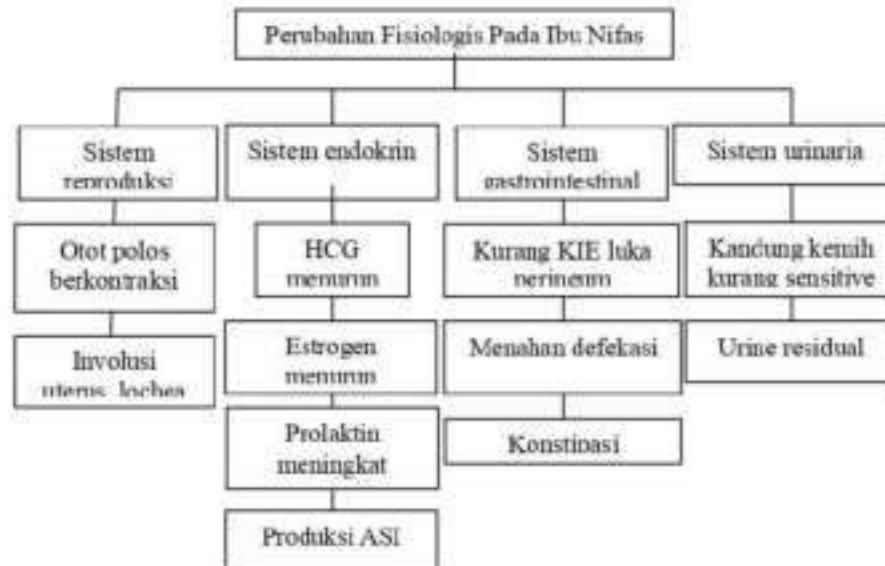 Perubahan Fisiologis Pada Ibu Nifas
Sistem
reproduksi
Sistem endokrin
Sistem
gastrointestinal
Sistem urinaria
Otot polos
berkontraksi
HCG
menurun
Kurang KIE luka
perineum
Kandung kemih
kurang sensitive
Involusi
uterus, lochea
Estrogen
menurun
Menahan defekasi
Urine residual
Prolaktin
meningkat
Konstipasi
Produksi ASI